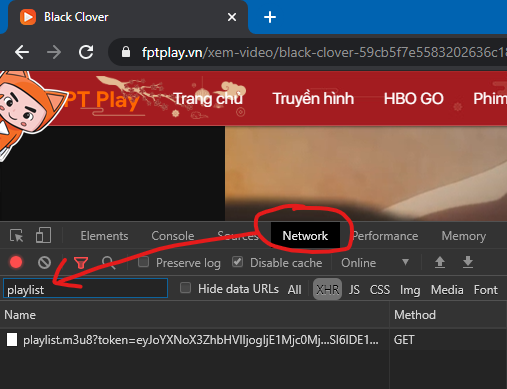 Black Clover
fptplay.vn/xem-video/black-clover-59cb5f7e5583202636c18
PT Play Trang chủ Truyền hình HBO GO Phim
Elements Console Sources Network Performance Memory
Preserve log Disable cache Online
playlist Hide data URLs All XHR JS CSS Img Media Font
Name Method
playlist.m3u8?token=eyJoYXNoX3ZhbHVlIjogIjE1Mjc0Mj...SI6IDE1... GET